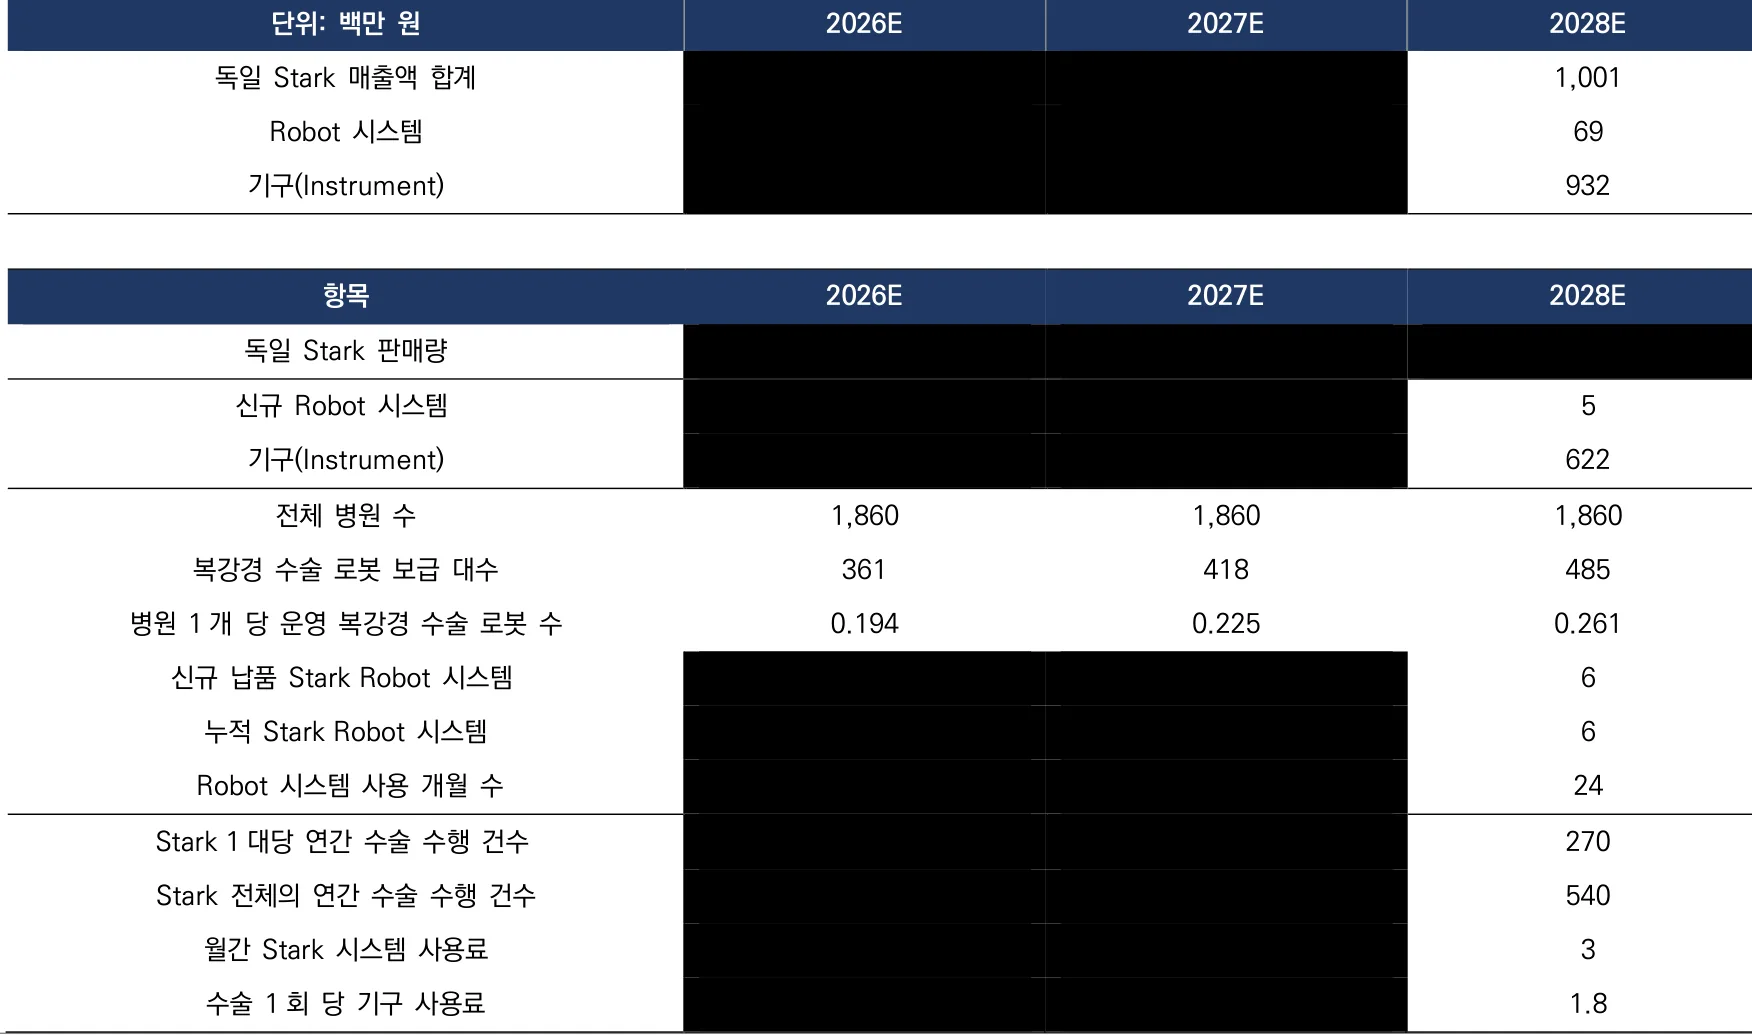 단위: 백만 원 2026E 2027E 2028E
독일 Stark 매출액 합계 1,001
Robot 시스템 69
기구(Instrument) 932
항목 2026E 2027E 2028E
독일 Stark 판매량
신규 Robot 시스템 5
기구(Instrument) 622
전체 병원 수 1,860 1,860 1,860
복강경 수술 로봇 보급 대수 361 418 485
병원 1개 당 운영 복강경 수술 로봇 수 0.194 0.225 0.261
신규 납품 Stark Robot 시스템 6
누적 Stark Robot 시스템 6
Robot 시스템 사용 개월 수 24
Stark 1대당 연간 수술 수행 건수 270
Stark 전체의 연간 수술 수행 건수 540
월간 Stark 시스템 사용료 3
수술 1회 당 기구 사용료 1.8